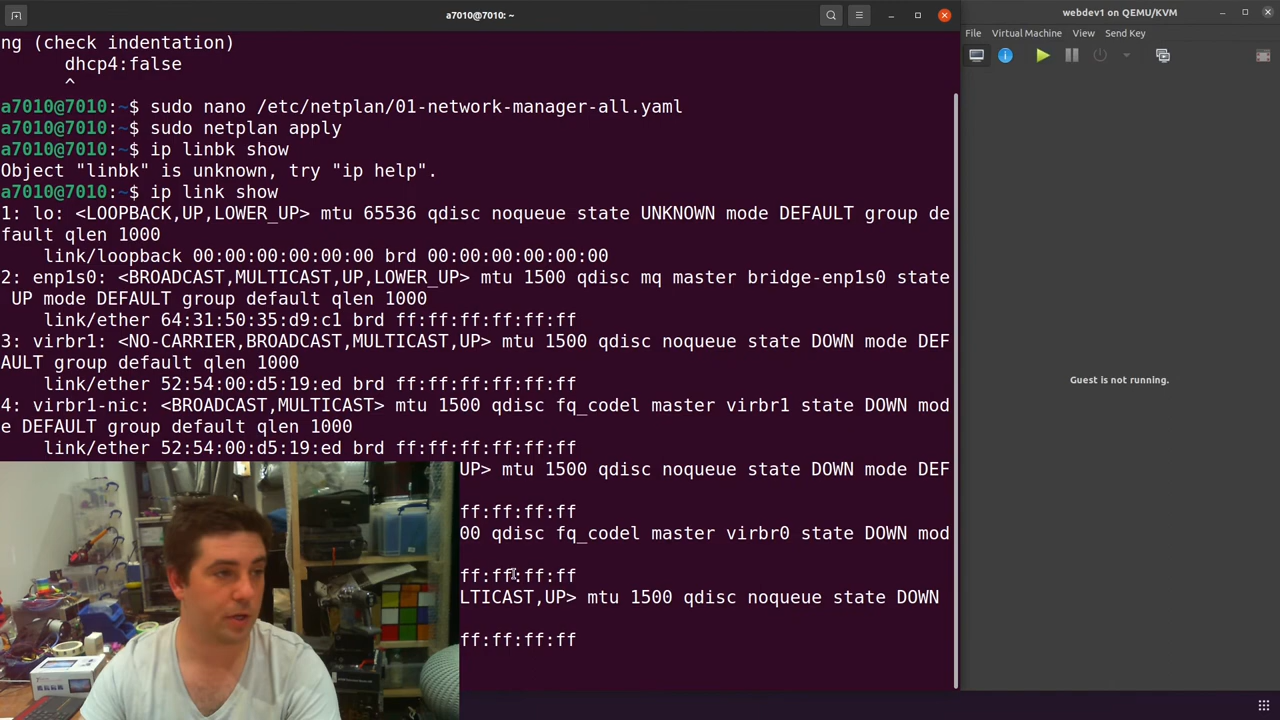 a7010@7010: ~
ng (check indentation)
      dhcp4:false
      ^
a7010@7010:~$ sudo nano /etc/netplan/01-network-manager-all.yaml
a7010@7010:~$ sudo netplan apply
a7010@7010:~$ ip linbk show
Object "linbk" is unknown, try "ip help".
a7010@7010:~$ ip link show
1: lo: <LOOPBACK,UP,LOWER_UP> mtu 65536 qdisc noqueue state UNKNOWN mode DEFAULT group de
fault qlen 1000
    link/loopback 00:00:00:00:00:00 brd 00:00:00:00:00:00
2: enp1s0: <BROADCAST,MULTICAST,UP,LOWER_UP> mtu 1500 qdisc mq master bridge-enp1s0 state
 UP mode DEFAULT group default qlen 1000
    link/ether 64:31:50:35:d9:c1 brd ff:ff:ff:ff:ff:ff
3: virbr1: <NO-CARRIER,BROADCAST,MULTICAST,UP> mtu 1500 qdisc noqueue state DOWN mode DEF
AULT group default qlen 1000
    link/ether 52:54:00:d5:19:ed brd ff:ff:ff:ff:ff:ff
4: virbr1-nic: <BROADCAST,MULTICAST> mtu 1500 qdisc fq_codel master virbr1 state DOWN mod
e DEFAULT group default qlen 1000
    link/ether 52:54:00:d5:19:ed brd ff:ff:ff:ff:ff:ff
UP> mtu 1500 qdisc noqueue state DOWN mode DEF
ff:ff:ff:ff
00 qdisc fq_codel master virbr0 state DOWN mod
ff:ff:ff:ff
LTICAST,UP> mtu 1500 qdisc noqueue state DOWN
ff:ff:ff:ff
webdev1 on QEMU/KVM
File Virtual Machine View Send Key
Guest is not running.